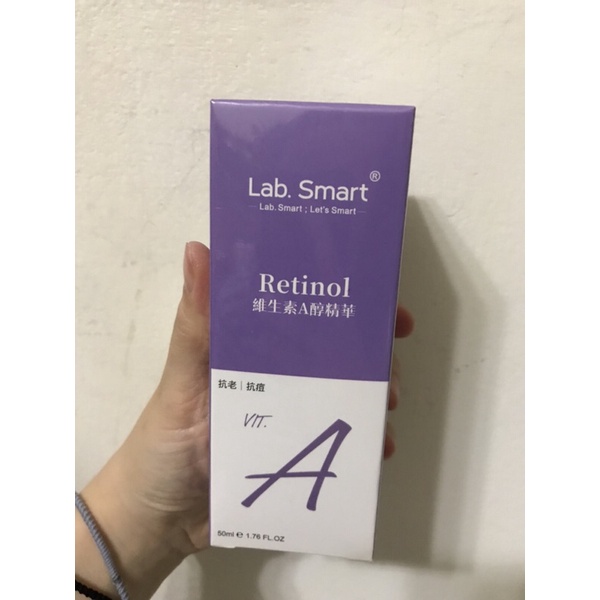 Lab. Smart®
Lab.Smart ; Let's Smart
Retinol
維生素A醇精華
抗老｜抗痘
VIT.
A
50ml ℮ 1.76 FL.OZ